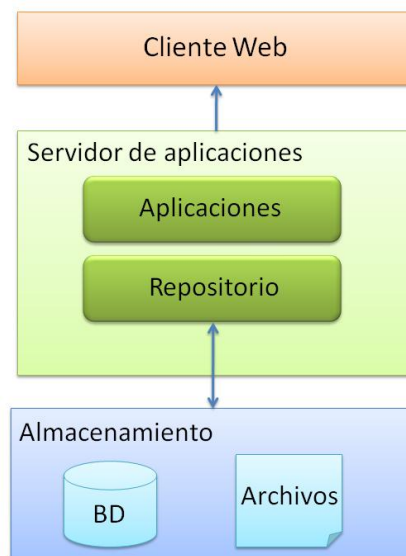 Cliente Web
Servidor de aplicaciones
Aplicaciones
Repositorio
Almacenamiento
BD
Archivos